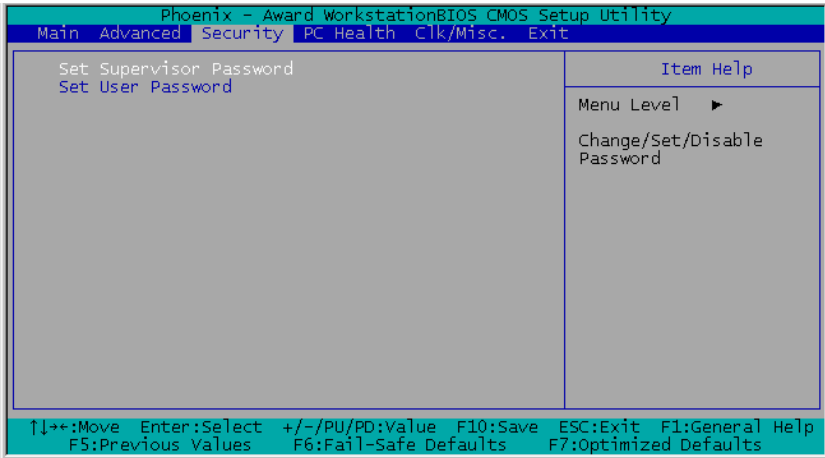 Phoenix - Award WorkstationBIOS CMOS Setup Utility
Main Advanced Security PC Health Clk/Misc. Exit
Set Supervisor Password
Set User Password
Item Help
Menu Level ►
Change/Set/Disable
Password
↑↓→←:Move Enter:Select +/-/PU/PD:Value F10:Save ESC:Exit F1:General Help
F5:Previous Values F6:Fail-Safe Defaults F7:Optimized Defaults